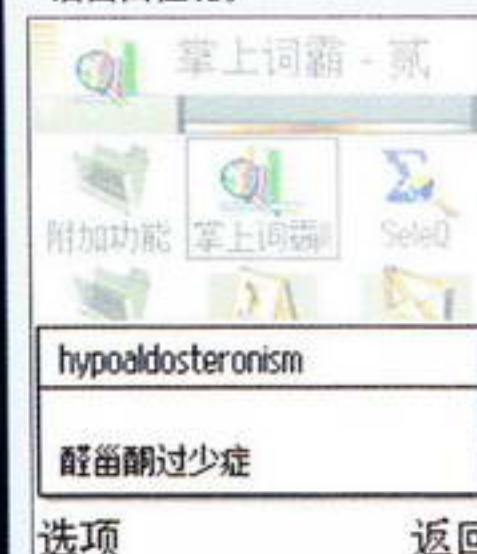 掌上词霸 - 贰
附加功能 掌上词霸 SeleQ
hypoaldosteronism
醛甾酮过少症
选项 返回